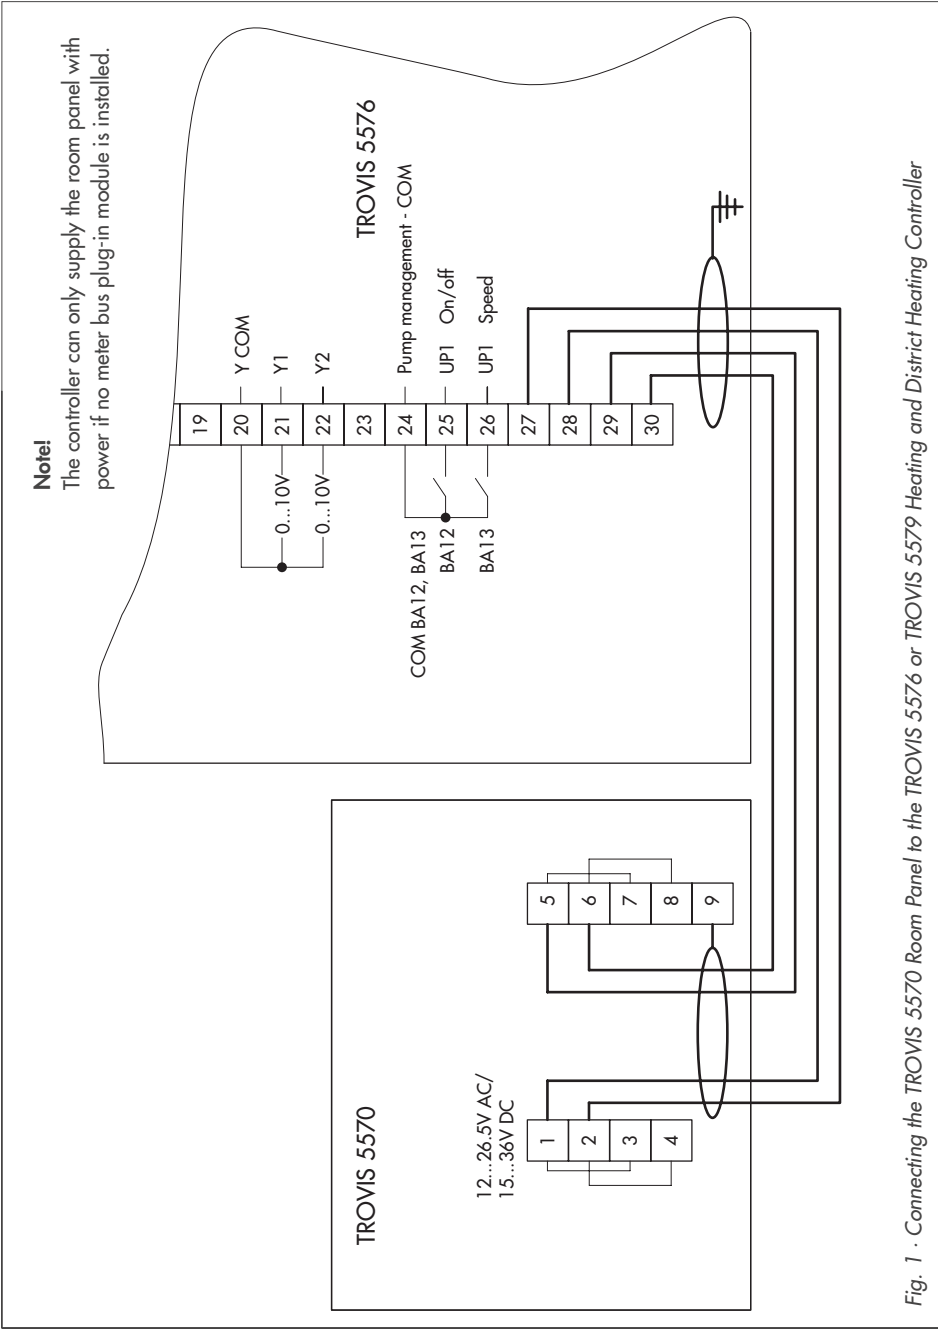 Note!
The controller can only supply the room panel with
power if no meter bus plug-in module is installed.
TROVIS 5570
TROVIS 5576
12...26.5V AC/
15...36V DC
1
2
3
4
5
6
7
8
9
COM BA12, BA13
BA12
BA13
0...10V
0...10V
19
20
21
22
23
24
25
26
27
28
29
30
Y COM
Y1
Y2
Pump management - COM
UP1 On/off
UP1 Speed
Fig. 1 · Connecting the TROVIS 5570 Room Panel to the TROVIS 5576 or TROVIS 5579 Heating and District Heating Controller